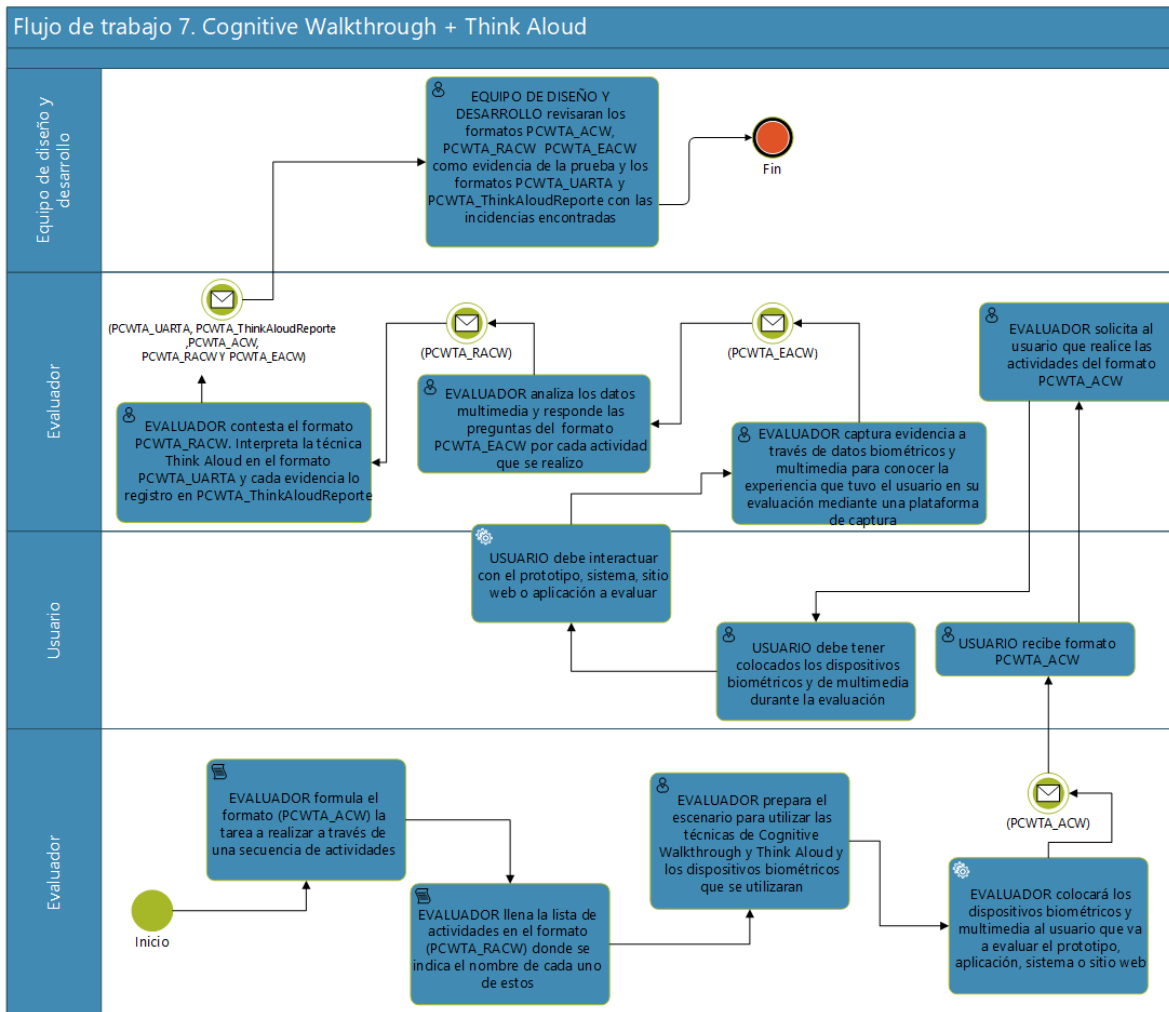 Flujo de trabajo 7. Cognitive Walkthrough + Think Aloud
Equipo de diseño y
desarrollo
EQUIPO DE DISEÑO Y
DESARROLLO revisaran los
formatos PCWTA_ACW,
PCWTA_RACW PCWTA_EACW
como evidencia de la prueba y los
formatos PCWTA_UARTA y
PCWTA_ThinkAloudReporte con las
incidencias encontradas
Fin
Evaluador
(PCWTA_UARTA, PCWTA_ThinkAloudReporte
,PCWTA_ACW,
PCWTA_RACW Y PCWTA_EACW)
(PCWTA_RACW)
(PCWTA_EACW)
EVALUADOR solicita al
usuario que realice las
actividades del formato
PCWTA_ACW
EVALUADOR contesta el formato
PCWTA_RACW. Interpreta la técnica
Think Aloud en el formato
PCWTA_UARTA y cada evidencia lo
registro en PCWTA_ThinkAloudReporte
EVALUADOR analiza los datos
multimedia y responde las
preguntas del formato
PCWTA_EACW por cada actividad
que se realizo
EVALUADOR captura evidencia a
través de datos biométricos y
multimedia para conocer la
experiencia que tuvo el usuario en su
evaluación mediante una plataforma
de captura
Usuario
USUARIO debe interactuar
con el prototipo, sistema, sitio
web o aplicación a evaluar
USUARIO debe tener
colocados los dispositivos
biométricos y de multimedia
durante la evaluación
USUARIO recibe formato
PCWTA_ACW
Evaluador
Inicio
EVALUADOR formula el
formato (PCWTA_ACW) la
tarea a realizar a través de
una secuencia de actividades
EVALUADOR llena la lista de
actividades en el formato
(PCWTA_RACW) donde se
indica el nombre de cada uno
de estos
EVALUADOR prepara el
escenario para utilizar las
técnicas de Cognitive
Walkthrough y Think Aloud y
los dispositivos biométricos
que se utilizaran
(PCWTA_ACW)
EVALUADOR colocará los
dispositivos biométricos y
multimedia al usuario que va
a evaluar el prototipo,
aplicación, sistema o sitio web